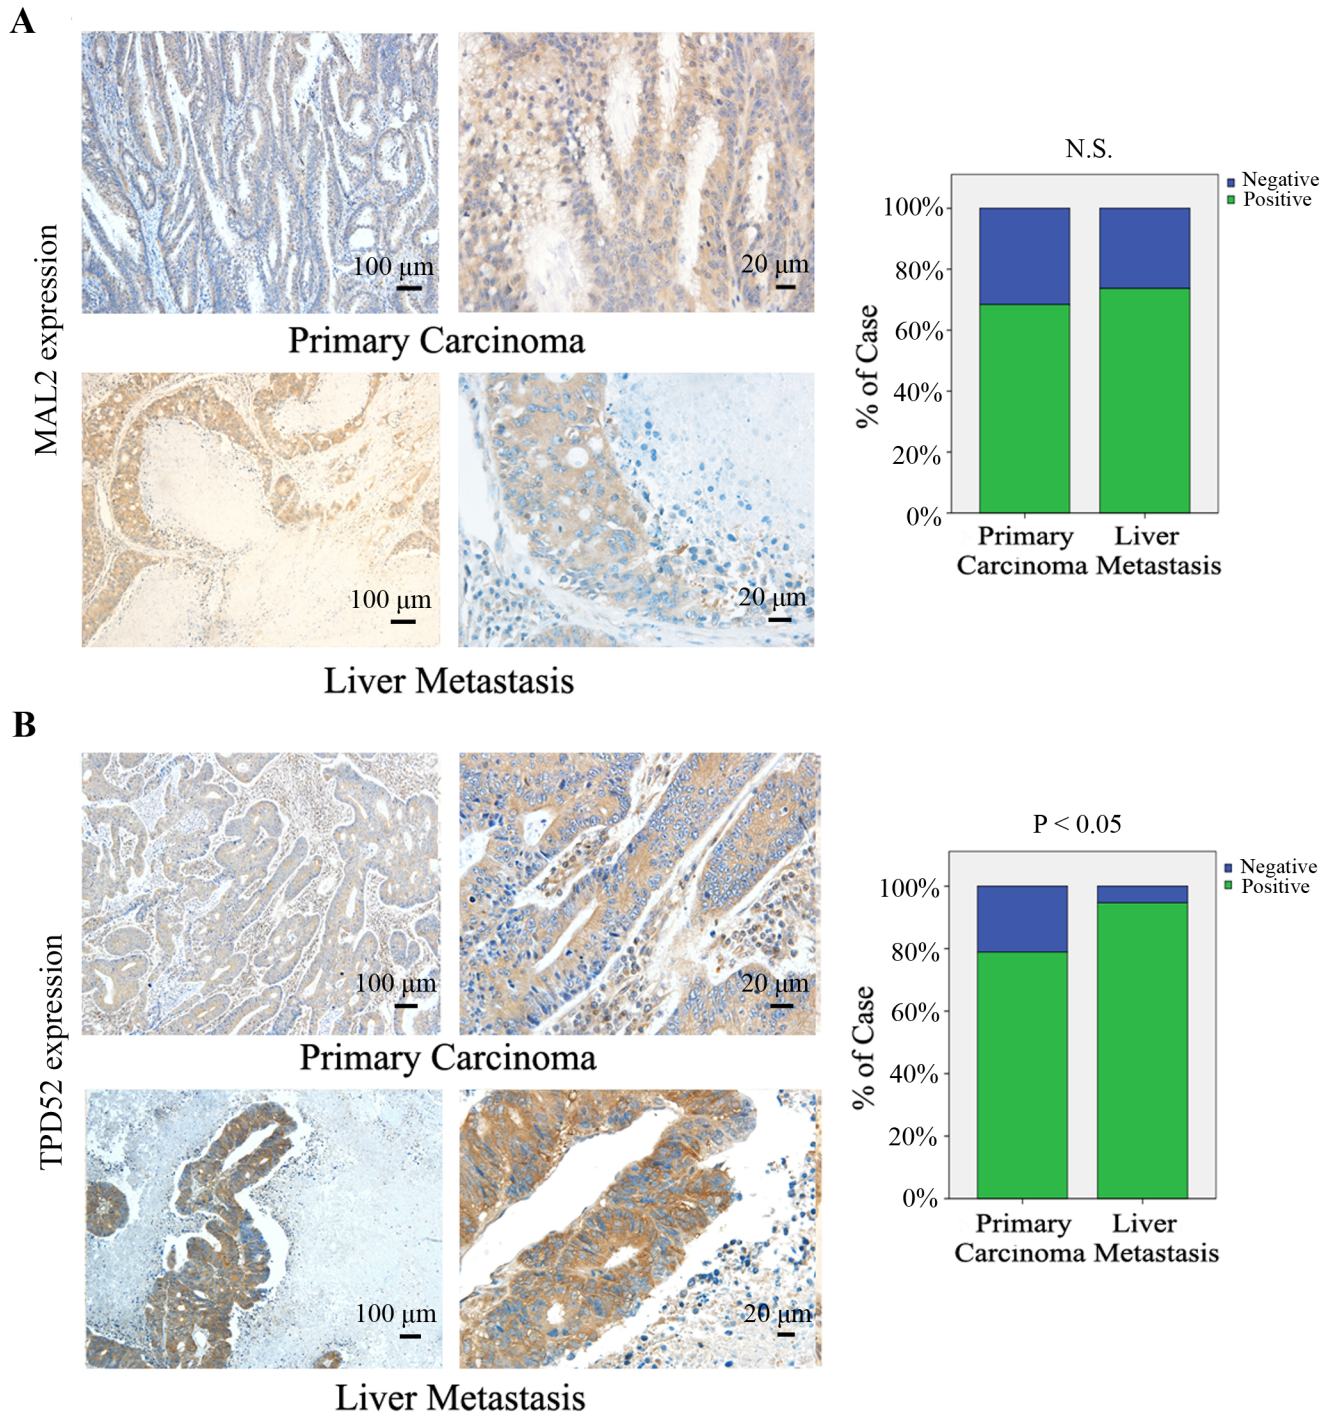 A
MAL2 expression
100 μm
20 μm
Primary Carcinoma
100 μm
20 μm
Liver Metastasis
N.S.
Negative
Positive
% of Case
100%
80%
60%
40%
20%
0%
Primary
Carcinoma
Liver
Metastasis
B
TPD52 expression
100 μm
20 μm
Primary Carcinoma
100 μm
20 μm
Liver Metastasis
P < 0.05
Negative
Positive
% of Case
100%
80%
60%
40%
20%
0%
Primary
Carcinoma
Liver
Metastasis